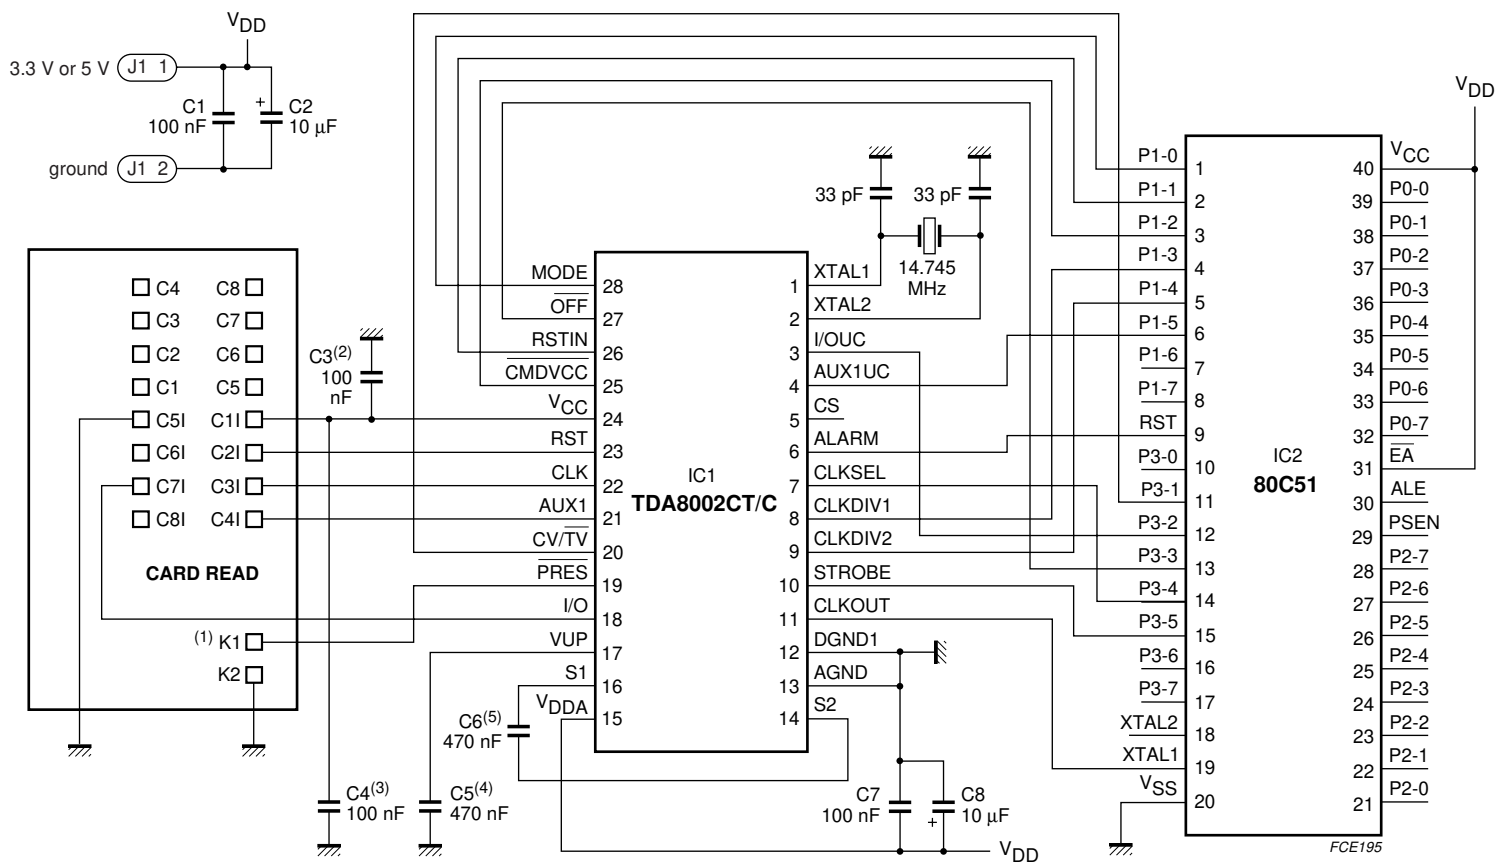 VDD
3.3 V or 5 V J1 1
C1
100 nF
+ C2
10 µF
ground J1 2
C4 C8
C3 C7
C2 C6
C1 C5
C5I C1I
C6I C2I
C7I C3I
C8I C4I
CARD READ
(1) K1
K2
C3(2)
100
nF
C4(3)
100 nF
C5(4)
470 nF
C6(5)
470 nF
MODE 28
OFF 27
RSTIN 26
CMDVCC 25
VCC 24
RST 23
CLK 22
AUX1 21
CV/TV 20
PRES 19
I/O 18
VUP 17
S1 16
VDDA 15
IC1
TDA8002CT/C
1 XTAL1
2 XTAL2
3 I/OUC
4 AUX1UC
5 CS
6 ALARM
7 CLKSEL
8 CLKDIV1
9 CLKDIV2
10 STROBE
11 CLKOUT
12 DGND1
13 AGND
14 S2
33 pF 33 pF
14.745
MHz
C7
100 nF
C8
10 µF
+
VDD
P1-0 1
P1-1 2
P1-2 3
P1-3 4
P1-4 5
P1-5 6
P1-6 7
P1-7 8
RST 9
P3-0 10
P3-1 11
P3-2 12
P3-3 13
P3-4 14
P3-5 15
P3-6 16
P3-7 17
XTAL2 18
XTAL1 19
VSS 20
IC2
80C51
VDD
40 VCC
39 P0-0
38 P0-1
37 P0-2
36 P0-3
35 P0-4
34 P0-5
33 P0-6
32 P0-7
31 EA
30 ALE
29 PSEN
28 P2-7
27 P2-6
26 P2-5
25 P2-4
24 P2-3
23 P2-2
22 P2-1
21 P2-0
FCE195